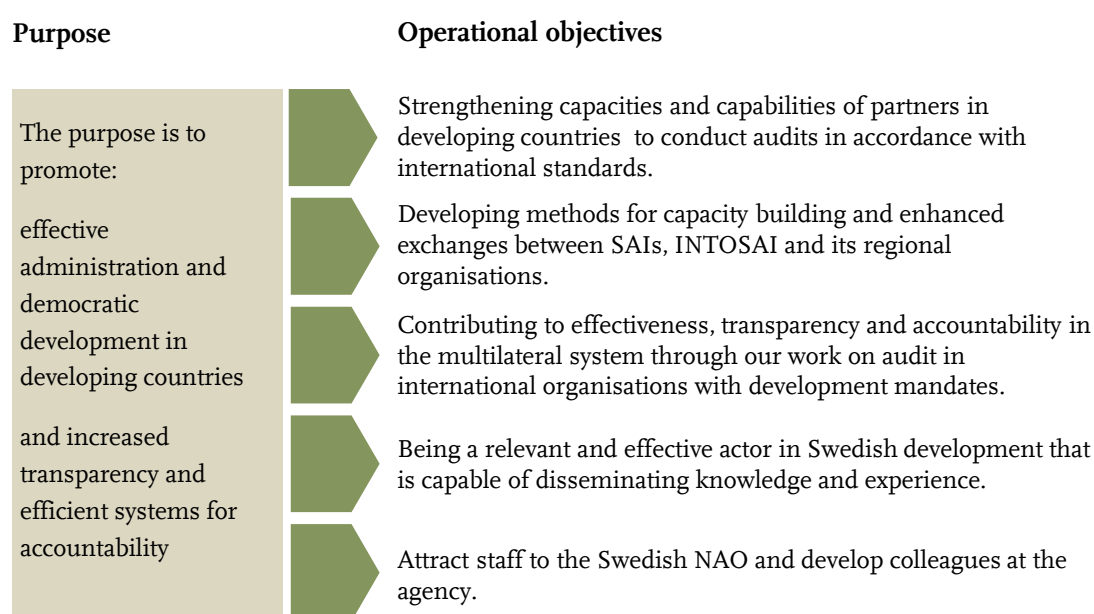 Purpose
Operational objectives
The purpose is to
promote:
effective
administration and
democratic
development in
developing countries
and increased
transparency and
efficient systems for
accountability
Strengthening capacities and capabilities of partners in
developing countries  to conduct audits in accordance with
international standards.
Developing methods for capacity building and enhanced
exchanges between SAIs, INTOSAI and its regional
organisations.
Contributing to effectiveness, transparency and accountability in
the multilateral system through our work on audit in
international organisations with development mandates.
Being a relevant and effective actor in Swedish development that
is capable of disseminating knowledge and experience.
Attract staff to the Swedish NAO and develop colleagues at the
agency.